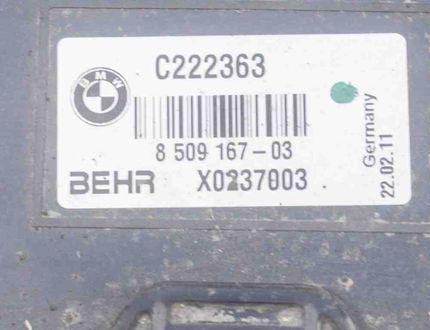 BMW
C222363
8 509 167-03
BEHR X0237003
Germany
22.02.11